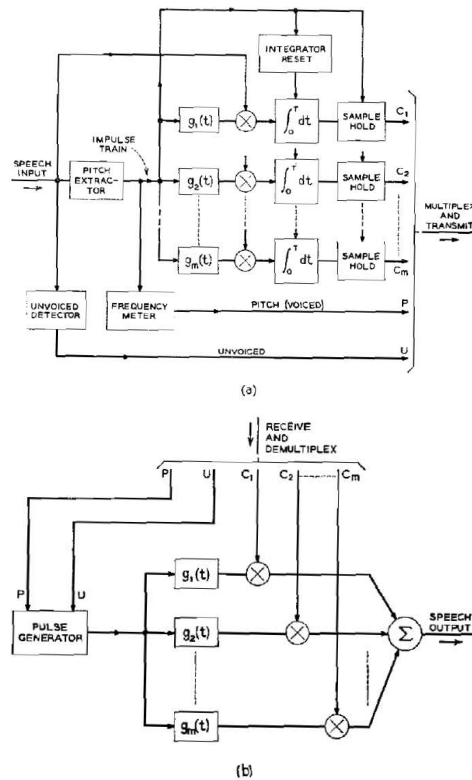 INTEGRATOR
RESET
g₁(t)
∫₀ᵀ dt
SAMPLE
HOLD
C₁
IMPULSE
TRAIN
SPEECH
INPUT
PITCH
EXTRAC-
TOR
g₂(t)
∫₀ᵀ dt
SAMPLE
HOLD
C₂
MULTIPLEX
AND
TRANSMIT
gₘ(t)
∫₀ᵀ dt
SAMPLE
HOLD
Cₘ
UNVOICED
DETECTOR
FREQUENCY
METER
PITCH (VOICED)
P
UNVOICED
U
(a)
RECEIVE
AND
DEMULTIPLEX
P U C₁ C₂ Cₘ
P U
PULSE
GENERATOR
g₁(t)
g₂(t)
gₘ(t)
Σ
SPEECH
OUTPUT
(b)